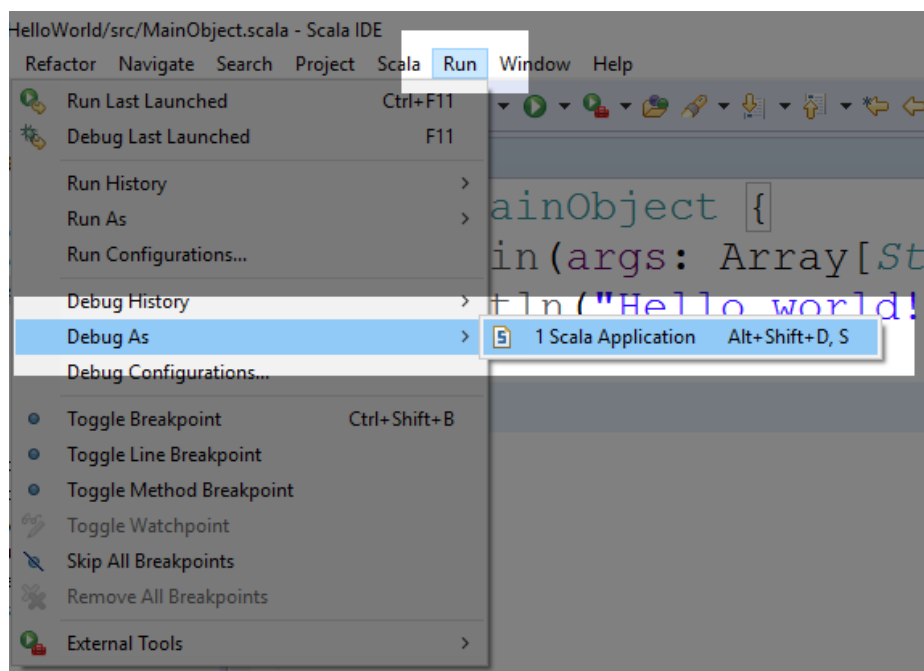 HelloWorld/src/MainObject.scala - Scala IDE
Refactor Navigate Search Project Scala Run Window Help
Run Last Launched Ctrl+F11
Debug Last Launched F11
Run History
Run As
Run Configurations...
Debug History
Debug As
Debug Configurations...
Toggle Breakpoint Ctrl+Shift+B
Toggle Line Breakpoint
Toggle Method Breakpoint
Toggle Watchpoint
Skip All Breakpoints
Remove All Breakpoints
External Tools
1 Scala Application Alt+Shift+D, S
ainObject {
in(args: Array[St
tln("Hello world!